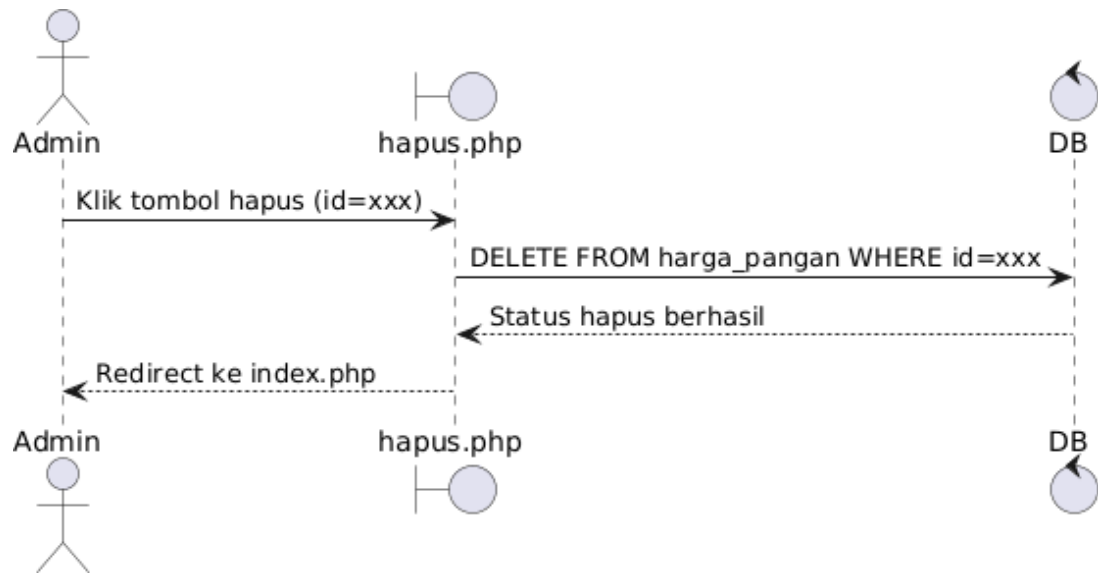 Admin
hapus.php
DB
Klik tombol hapus (id=xxx)
DELETE FROM harga_pangan WHERE id=xxx
Status hapus berhasil
Redirect ke index.php
Admin
hapus.php
DB